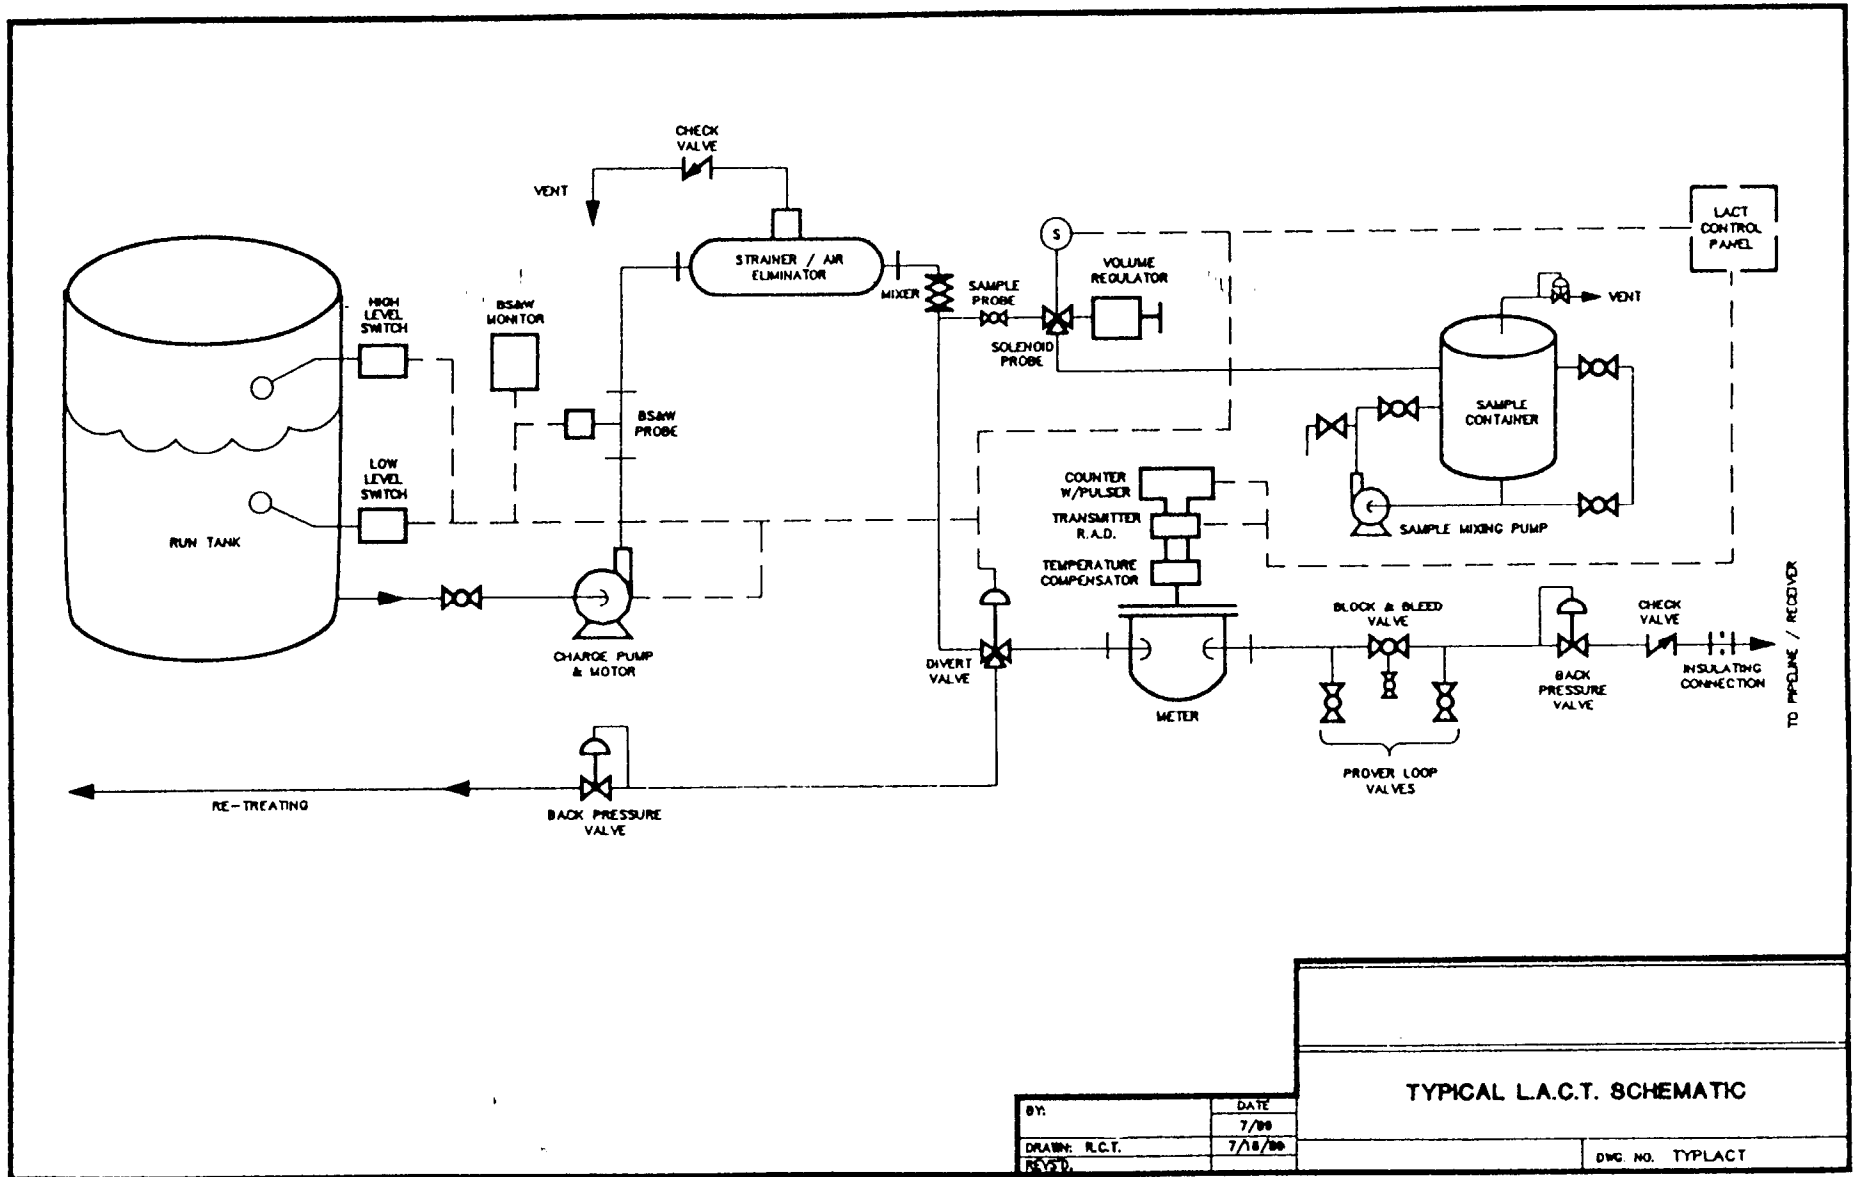 CHECK
VALVE
VENT
STRAINER / AIR
ELIMINATOR
MIXER
SAMPLE
PROBE
S
VOLUME
REGULATOR
SOLENOID
PROBE
LACT
CONTROL
PANEL
VENT
HIGH
LEVEL
SWITCH
BS&W
MONITOR
BS&W
PROBE
LOW
LEVEL
SWITCH
RUN TANK
SAMPLE
CONTAINER
COUNTER
W/PULSER
TRANSMITTER
R.A.D.
TEMPERATURE
COMPENSATOR
SAMPLE MIXING PUMP
CHARGE PUMP
& MOTOR
DIVERT
VALVE
METER
BLOCK & BLEED
VALVE
PROVER LOOP
VALVES
BACK
PRESSURE
VALVE
CHECK
VALVE
INSULATING
CONNECTION
TO PIPELINE / RECEIVER
RE-TREATING
BACK PRESSURE
VALVE
TYPICAL L.A.C.T. SCHEMATIC
BY:
DATE
DRAWN: R.C.T.
REVS'D.
DWG. NO. TYPLACT